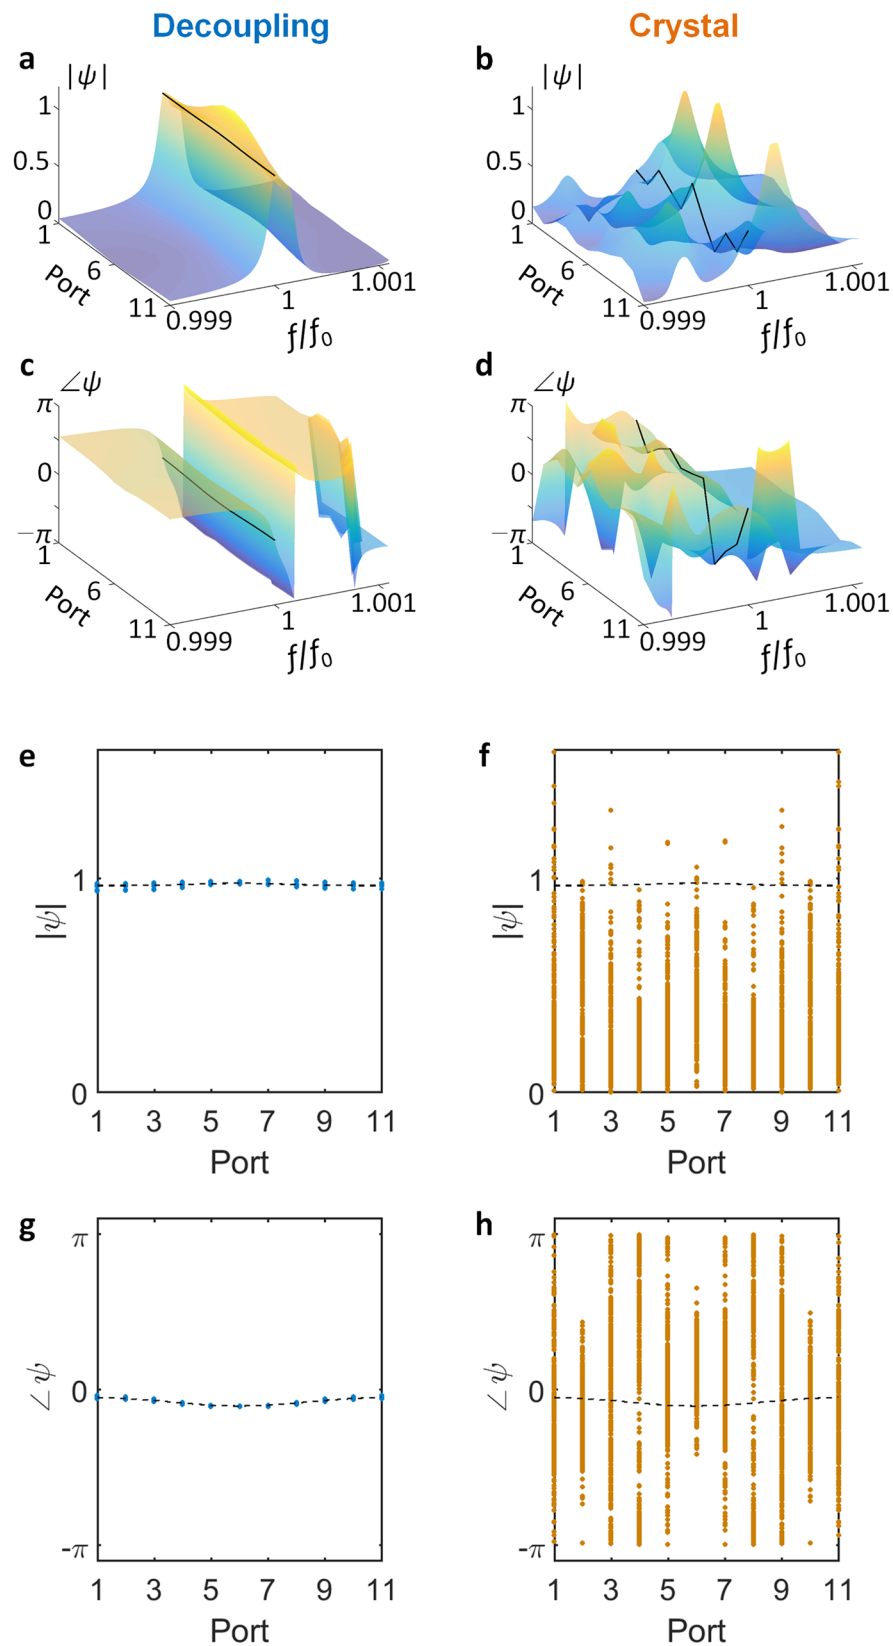 Decoupling
Crystal
a
|ψ|
1
0.5
0
1
6
11
Port
0.999
1
1.001
f/f₀
b
|ψ|
1
0.5
0
1
6
11
Port
0.999
1
1.001
f/f₀
c
∠ψ
π
0
−π
1
6
11
Port
0.999
1
1.001
f/f₀
d
∠ψ
π
0
−π
1
6
11
Port
0.999
1
1.001
f/f₀
e
1
|ψ|
0
1 3 5 7 9 11
Port
f
1
|ψ|
0
1 3 5 7 9 11
Port
g
π
0
∠ψ
-π
1 3 5 7 9 11
Port
h
π
0
∠ψ
-π
1 3 5 7 9 11
Port